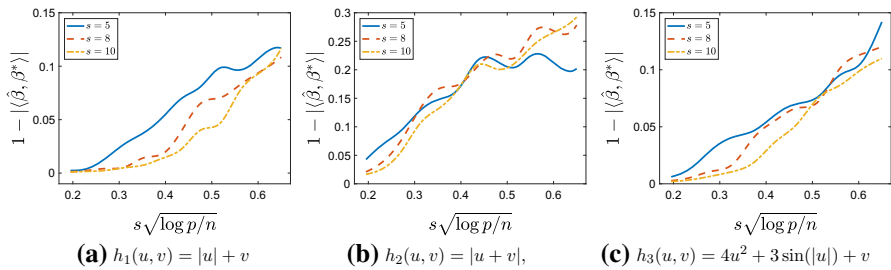 s = 5
s = 8
s = 10
0.1
0.05
0
0.2 0.3 0.4 0.5 0.6
1 − |⟨β̂, β*⟩|
s√log p/n
(a) h₁(u, v) = |u| + v
s = 5
s = 8
s = 10
0.3
0.25
0.2
0.15
0.1
0.05
0
0.2 0.3 0.4 0.5 0.6
1 − |⟨β̂, β*⟩|
s√log p/n
(b) h₂(u, v) = |u + v|,
s = 5
s = 8
s = 10
0.15
0.1
0.05
0
0.2 0.3 0.4 0.5 0.6
1 − |⟨β̂, β*⟩|
s√log p/n
(c) h₃(u, v) = 4u² + 3 sin(|u|) + v